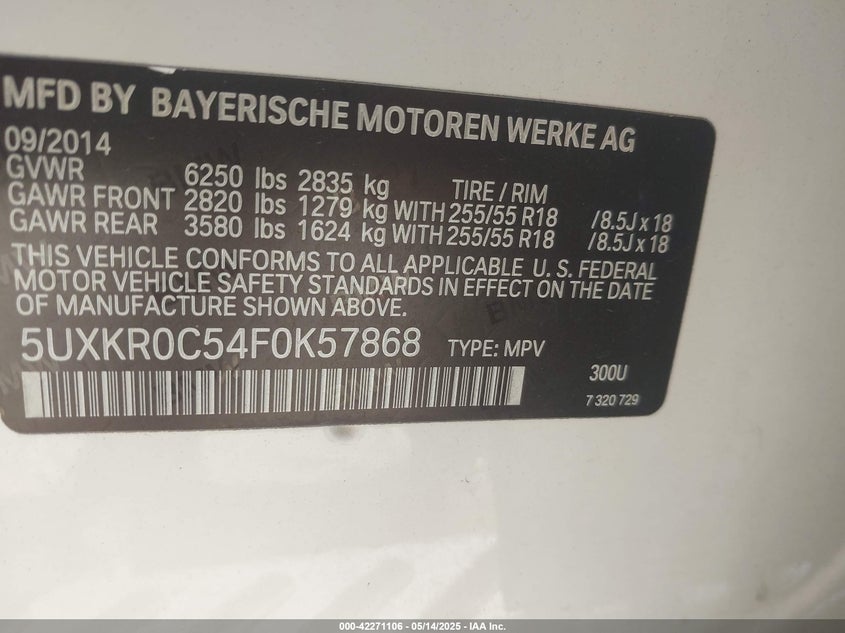 MFD BY BAYERISCHE MOTOREN WERKE AG
09/2014
GVWR 6250 lbs 2835 kg TIRE / RIM
GAWR FRONT 2820 lbs 1279 kg WITH 255/55 R18 /8.5J x 18
GAWR REAR 3580 lbs 1624 kg WITH 255/55 R18 /8.5J x 18
THIS VEHICLE CONFORMS TO ALL APPLICABLE U. S. FEDERAL
MOTOR VEHICLE SAFETY STANDARDS IN EFFECT ON THE DATE
OF MANUFACTURE SHOWN ABOVE.
5UXKR0C54F0K57868 TYPE: MPV 300U
7 320 729
000-42271106 - 05/14/2025 - IAA Inc.